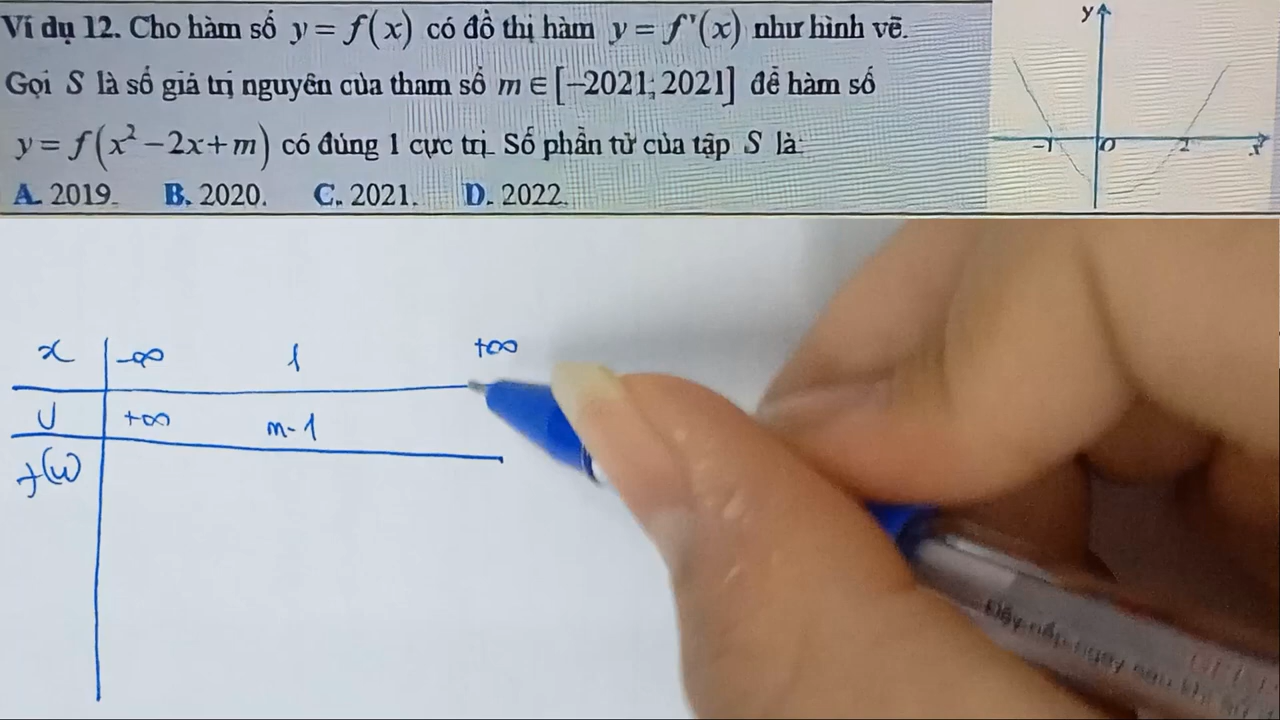 Ví dụ 12. Cho hàm số y = f(x) có đồ thị hàm y = f'(x) như hình vẽ.
Gọi S là số giá trị nguyên của tham số m ∈ [-2021; 2021] để hàm số
y = f(x² - 2x + m) có đúng 1 cực trị. Số phần tử của tập S là:
A. 2019. B. 2020. C. 2021. D. 2022.
y
-1 O 2 x
x -∞ 1 +∞
U +∞ m-1
f(u)